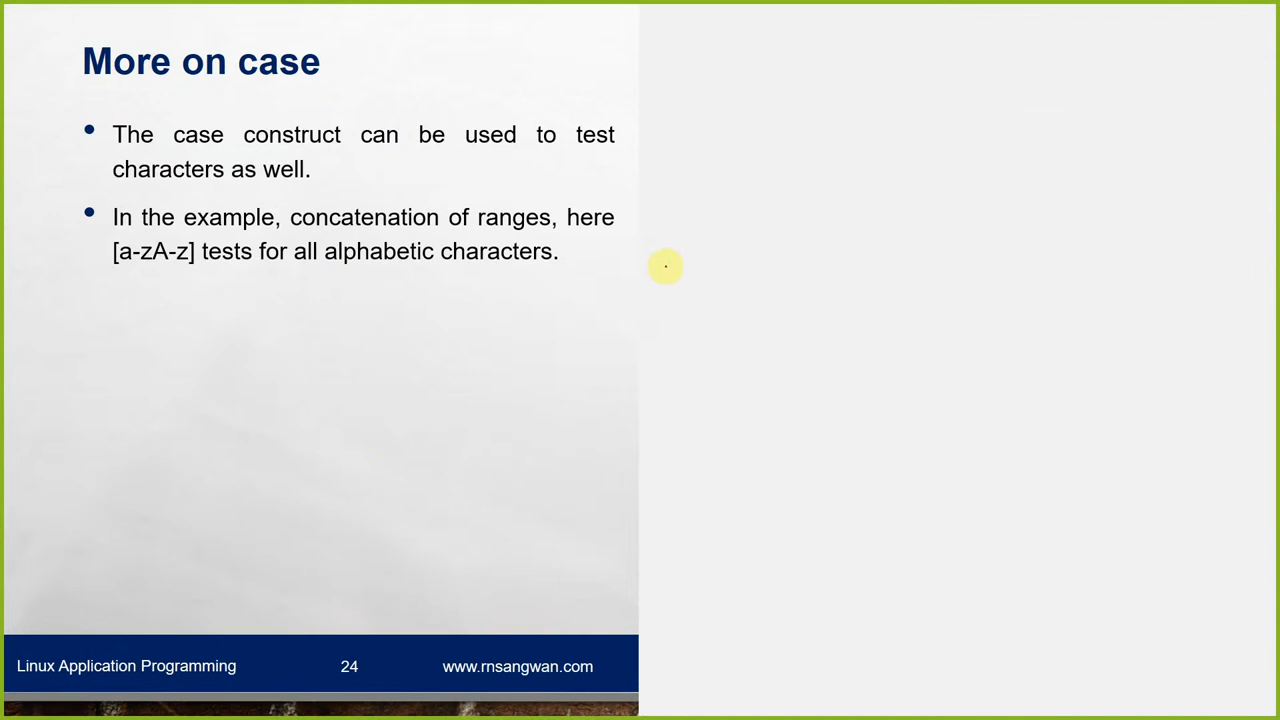 More on case
• The case construct can be used to test
characters as well.
• In the example, concatenation of ranges, here
[a-zA-z] tests for all alphabetic characters.
Linux Application Programming 24 www.rnsangwan.com